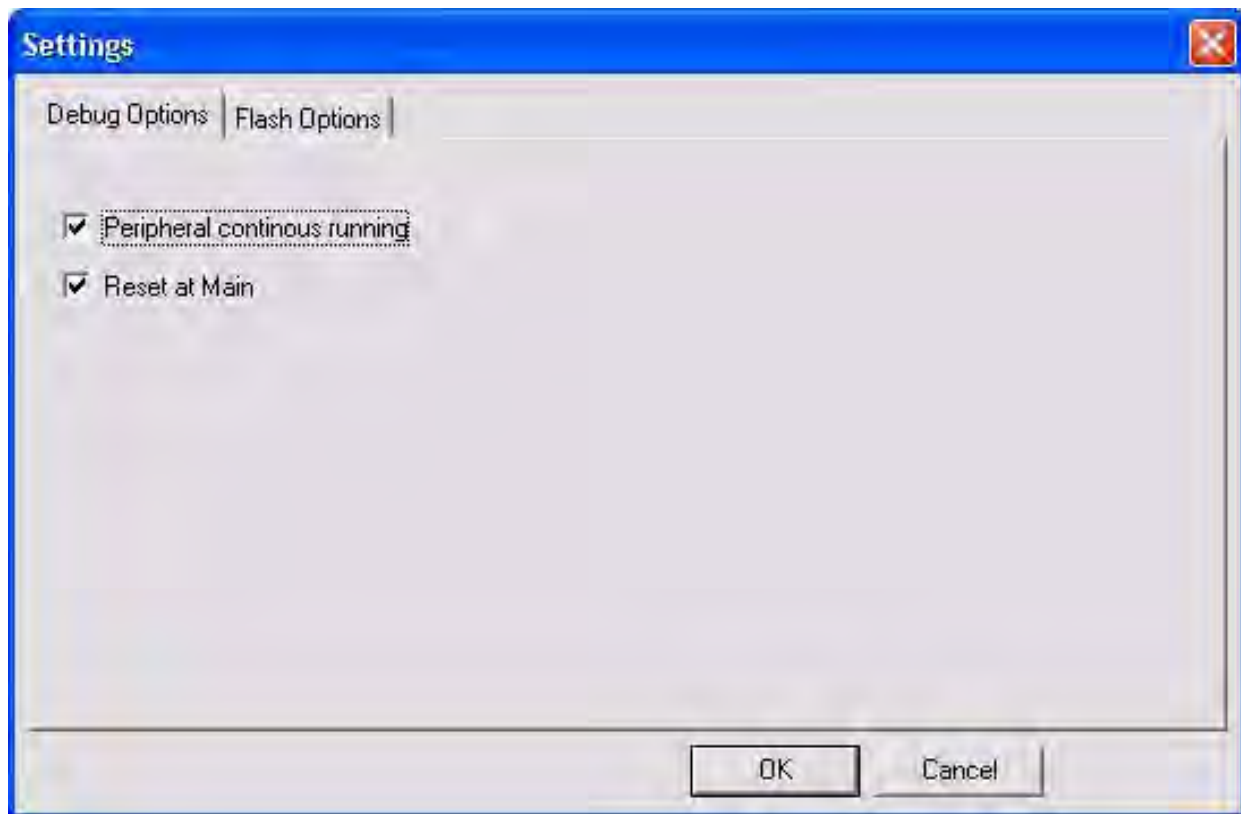 Settings
Debug Options Flash Options
Peripheral continous running
Reset at Main
OK Cancel